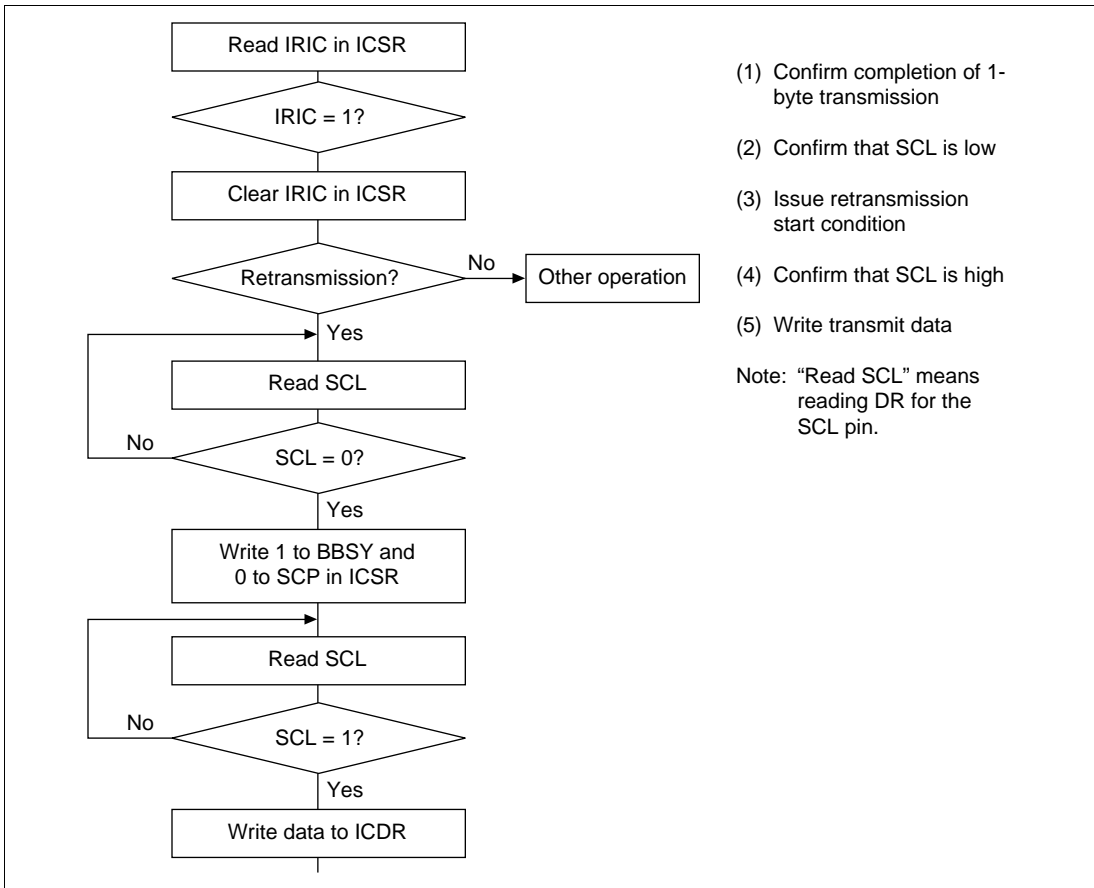 Read IRIC in ICSR
IRIC = 1?
Clear IRIC in ICSR
Retransmission?
No
Other operation
Yes
Read SCL
No
SCL = 0?
Yes
Write 1 to BBSY and
0 to SCP in ICSR
Read SCL
No
SCL = 1?
Yes
Write data to ICDR
(1) Confirm completion of 1-
byte transmission
(2) Confirm that SCL is low
(3) Issue retransmission
start condition
(4) Confirm that SCL is high
(5) Write transmit data
Note: “Read SCL” means
reading DR for the
SCL pin.